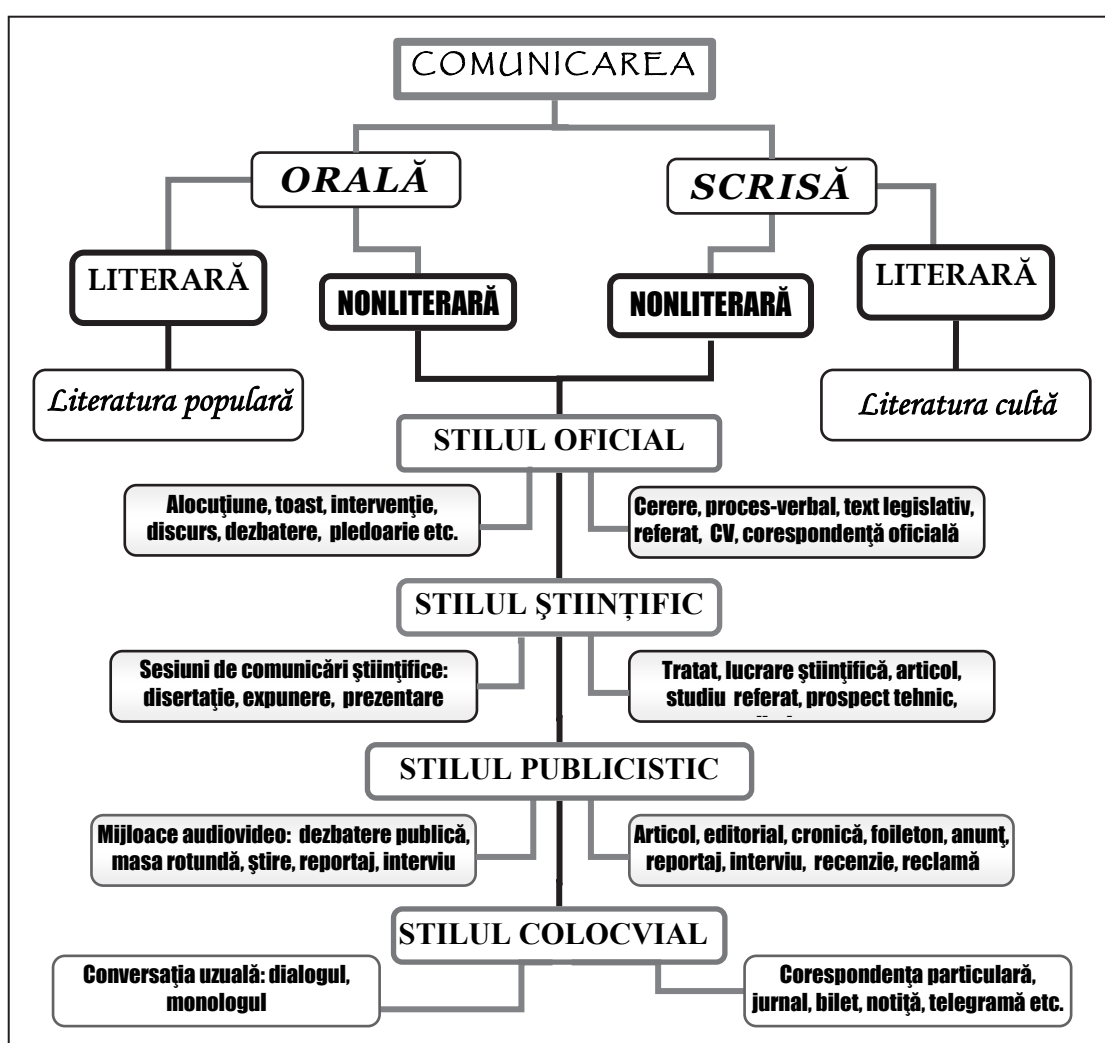 COMUNICAREA
ORALĂ
SCRISĂ
LITERARĂ
NONLITERARĂ
NONLITERARĂ
LITERARĂ
Literatura populară
Literatura cultă
STILUL OFICIAL
Alocuţiune, toast, intervenţie,
discurs, dezbatere, pledoarie etc.
Cerere, proces-verbal, text legislativ,
referat, CV, corespondenţă oficială
STILUL ŞTIINȚIFIC
Sesiuni de comunicări ştiinţifice:
disertaţie, expunere, prezentare
Tratat, lucrare ştiinţifică, articol,
studiu referat, prospect tehnic,
STILUL PUBLICISTIC
Mijloace audiovideo: dezbatere publică,
masa rotundă, ştire, reportaj, interviu
Articol, editorial, cronică, foileton, anunţ,
reportaj, interviu, recenzie, reclamă
STILUL COLOCVIAL
Conversaţia uzuală: dialogul,
monologul
Corespondenţa particulară,
jurnal, bilet, notiţă, telegramă etc.